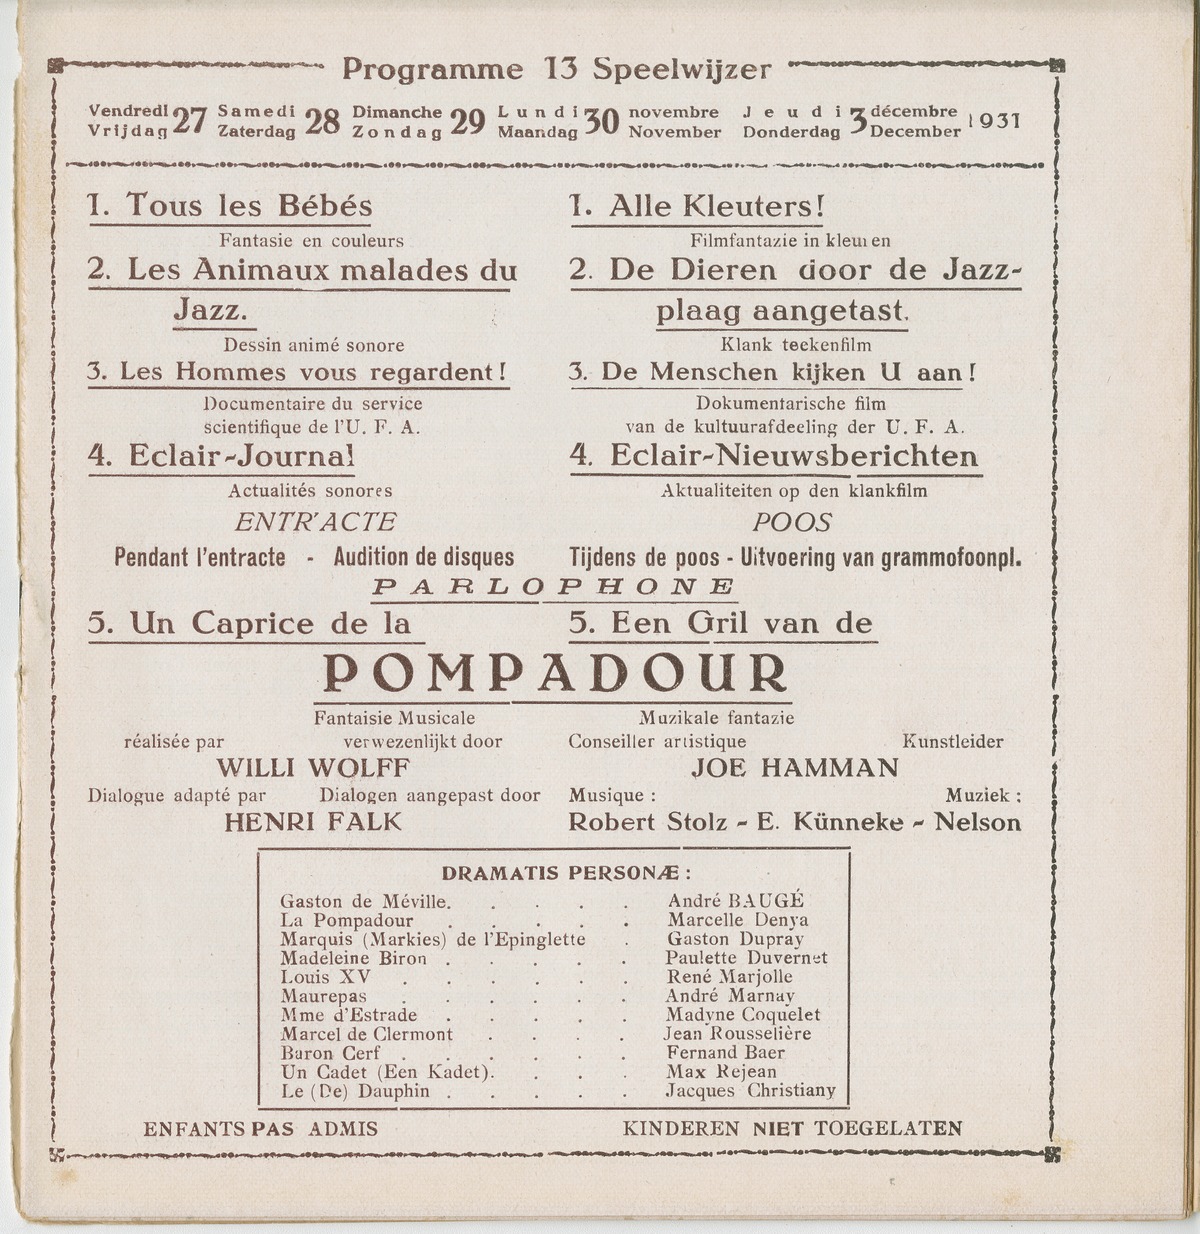 Programme 13 Speelwijzer
Vendredi Vrijdag 27 Samedi Zaterdag 28 Dimanche Zondag 29 Lundi Maandag 30 novembre November Jeudi Donderdag 3 décembre December 1931
1. Tous les Bébés
Fantasie en couleurs
2. Les Animaux malades du
Jazz.
Dessin animé sonore
3. Les Hommes vous regardent!
Documentaire du service
scientifique de l'U. F. A.
4. Eclair-Journal
Actualités sonores
ENTR'ACTE
Pendant l'entracte - Audition de disques
1. Alle Kleuters!
Filmfantazie in kleuren
2. De Dieren door de Jazz-
plaag aangetast.
Klank teekenfilm
3. De Menschen kijken U aan!
Dokumentarische film
van de kultuurafdeeling der U. F. A.
4. Eclair-Nieuwsberichten
Aktualiteiten op den klankfilm
POOS
Tijdens de poos - Uitvoering van grammofoonpl.
PARLOPHONE
5. Un Caprice de la
5. Een Gril van de
POMPADOUR
Fantaisie Musicale Muzikale fantazie
réalisée par verwezenlijkt door
WILLI WOLFF
Conseiller artistique Kunstleider
JOE HAMMAN
Dialogue adapté par Dialogen aangepast door
HENRI FALK
Musique : Muziek :
Robert Stolz - E. Künneke - Nelson
DRAMATIS PERSONÆ :
Gaston de Méville. . . . . André BAUGÉ
La Pompadour . . . . . Marcelle Denya
Marquis (Markies) de l'Epinglette . Gaston Dupray
Madeleine Biron . . . . . Paulette Duvernet
Louis XV . . . . . . René Marjolle
Maurepas . . . . . . André Marnay
Mme d'Estrade . . . . . Madyne Coquelet
Marcel de Clermont . . . . Jean Rousselière
Baron Cerf . . . . . . Fernand Baer
Un Cadet (Een Kadet). . . . Max Rejean
Le (De) Dauphin . . . . . Jacques Christiany
ENFANTS PAS ADMIS KINDEREN NIET TOEGELATEN